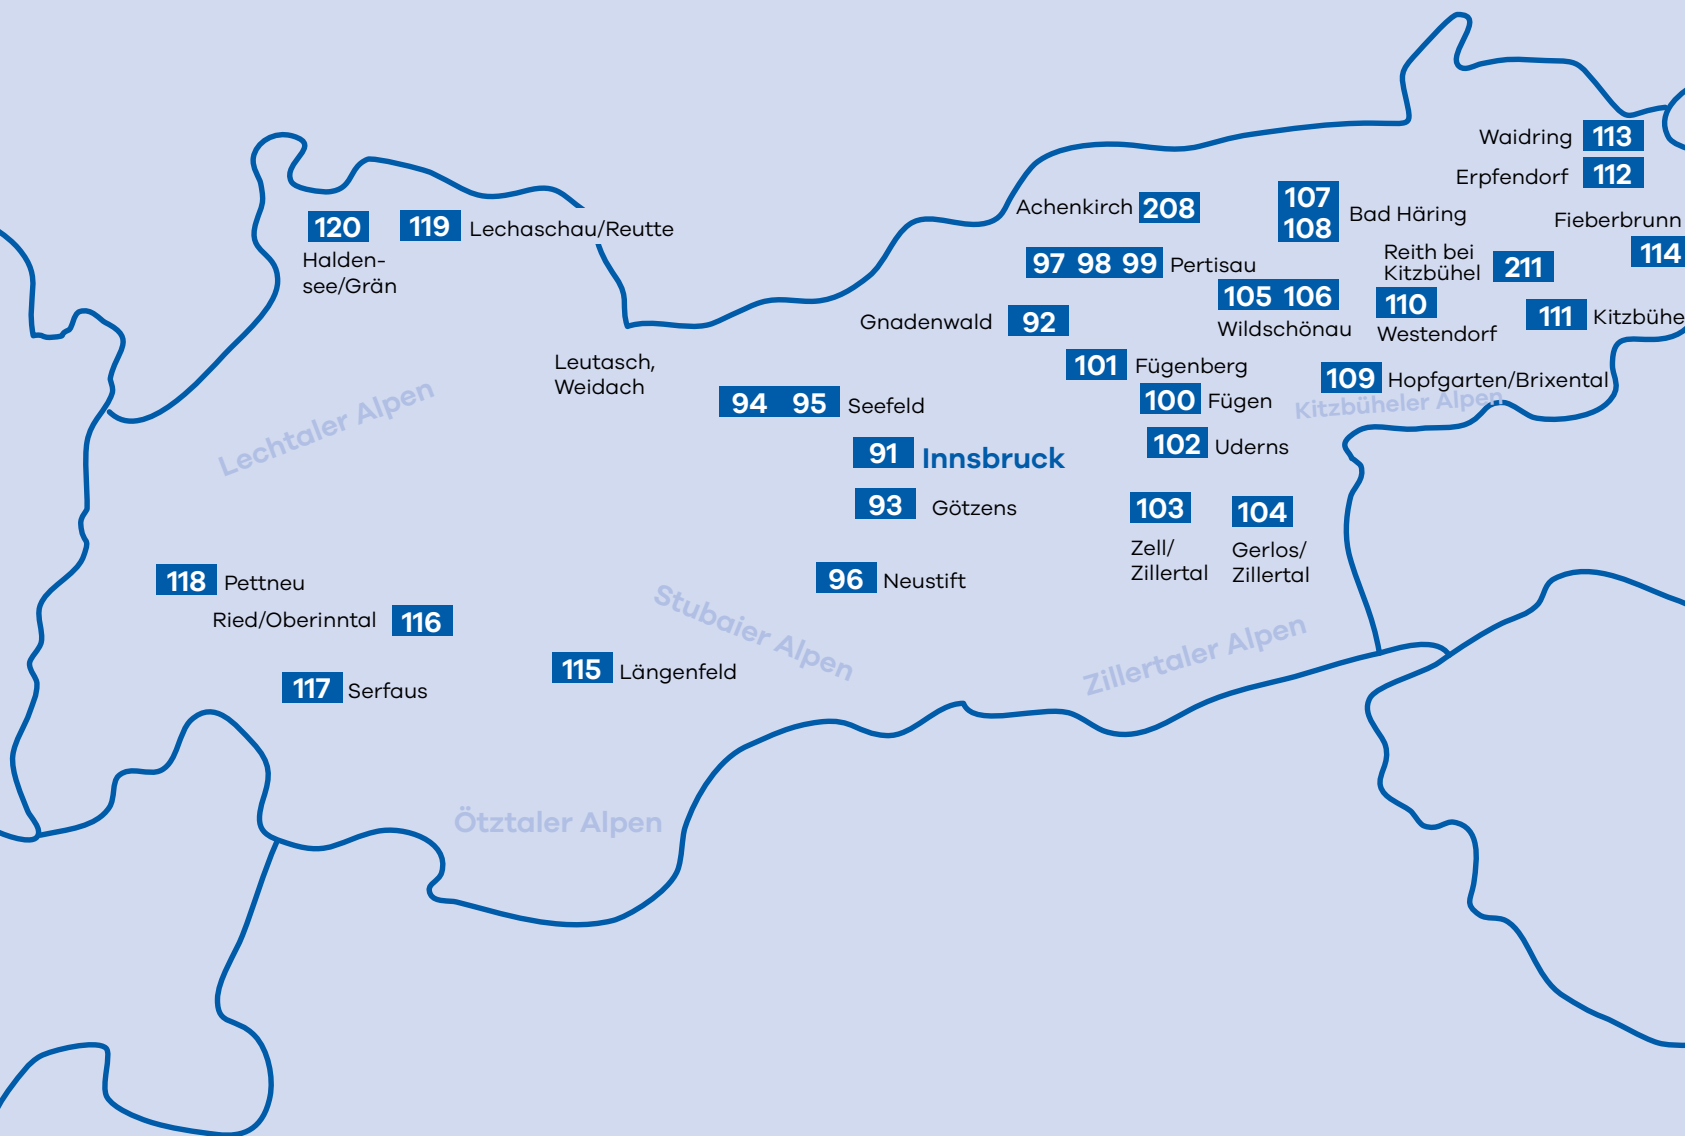 Waidring 113
Erpfendorf 112
Achenkirch 208
107
108
Bad Häring
Fieberbrunn
114
120
Halden-
see/Grän
119 Lechaschau/Reutte
97 98 99 Pertisau
Reith bei
Kitzbühel
211
105 106
Wildschönau
110
Westendorf
111 Kitzbühe
Gnadenwald 92
101 Fügenberg
109 Hopfgarten/Brixental
Kitzbüheler Alpen
Leutasch,
Weidach
94 95 Seefeld
100 Fügen
Lechtaler Alpen
91 Innsbruck
102 Uderns
93 Götzens
103
Zell/
Zillertal
104
Gerlos/
Zillertal
118 Pettneu
96 Neustift
Ried/Oberinntal 116
Stubaier Alpen
Zillertaler Alpen
115 Längenfeld
117 Serfaus
Ötztaler Alpen